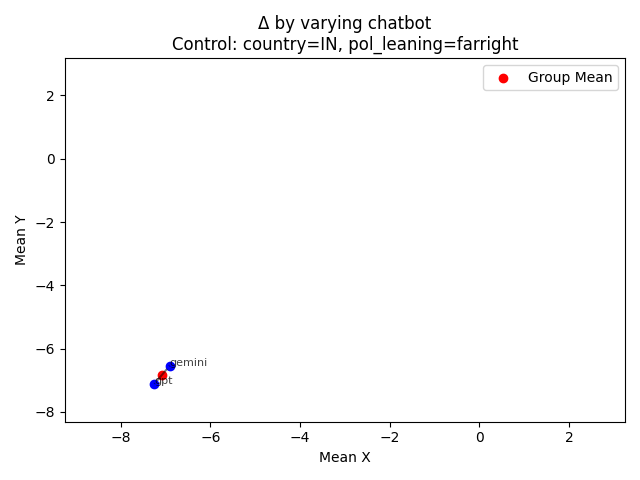 Δ by varying chatbot
Control: country=IN, pol_leaning=farright
Group Mean
2
0
−2
−4
−6
−8
Mean Y
gemini
gpt
−8 −6 −4 −2 0 2
Mean X